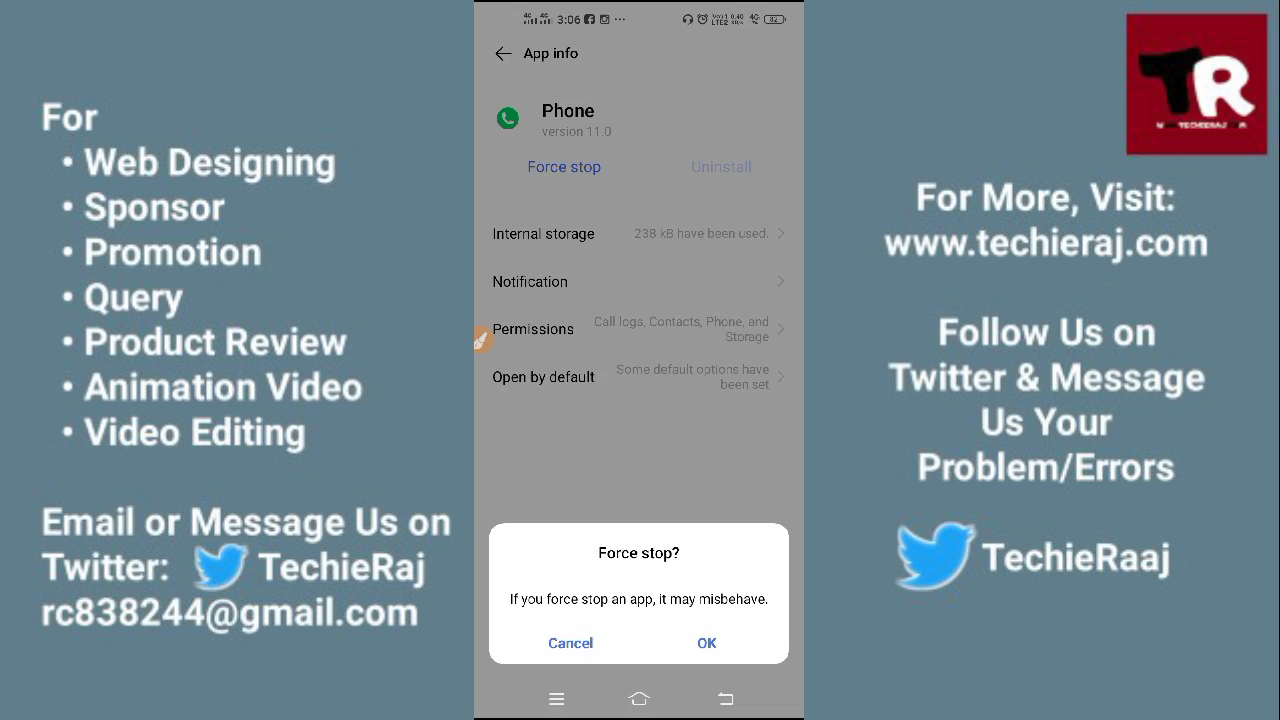 For
• Web Designing
• Sponsor
• Promotion
• Query
• Product Review
• Animation Video
• Video Editing
Email or Message Us on
Twitter: TechieRaj
rc838244@gmail.com
4G 4G 3:06 ... 4G 82
App info
Phone
version 11.0
Force stop Uninstall
Internal storage 238 kB have been used.
Notification
Permissions Call logs, Contacts, Phone, and
Storage
Open by default Some default options have
been set
Force stop?
If you force stop an app, it may misbehave.
Cancel OK
TR
For More, Visit:
www.techieraj.com
Follow Us on
Twitter & Message
Us Your
Problem/Errors
TechieRaaj